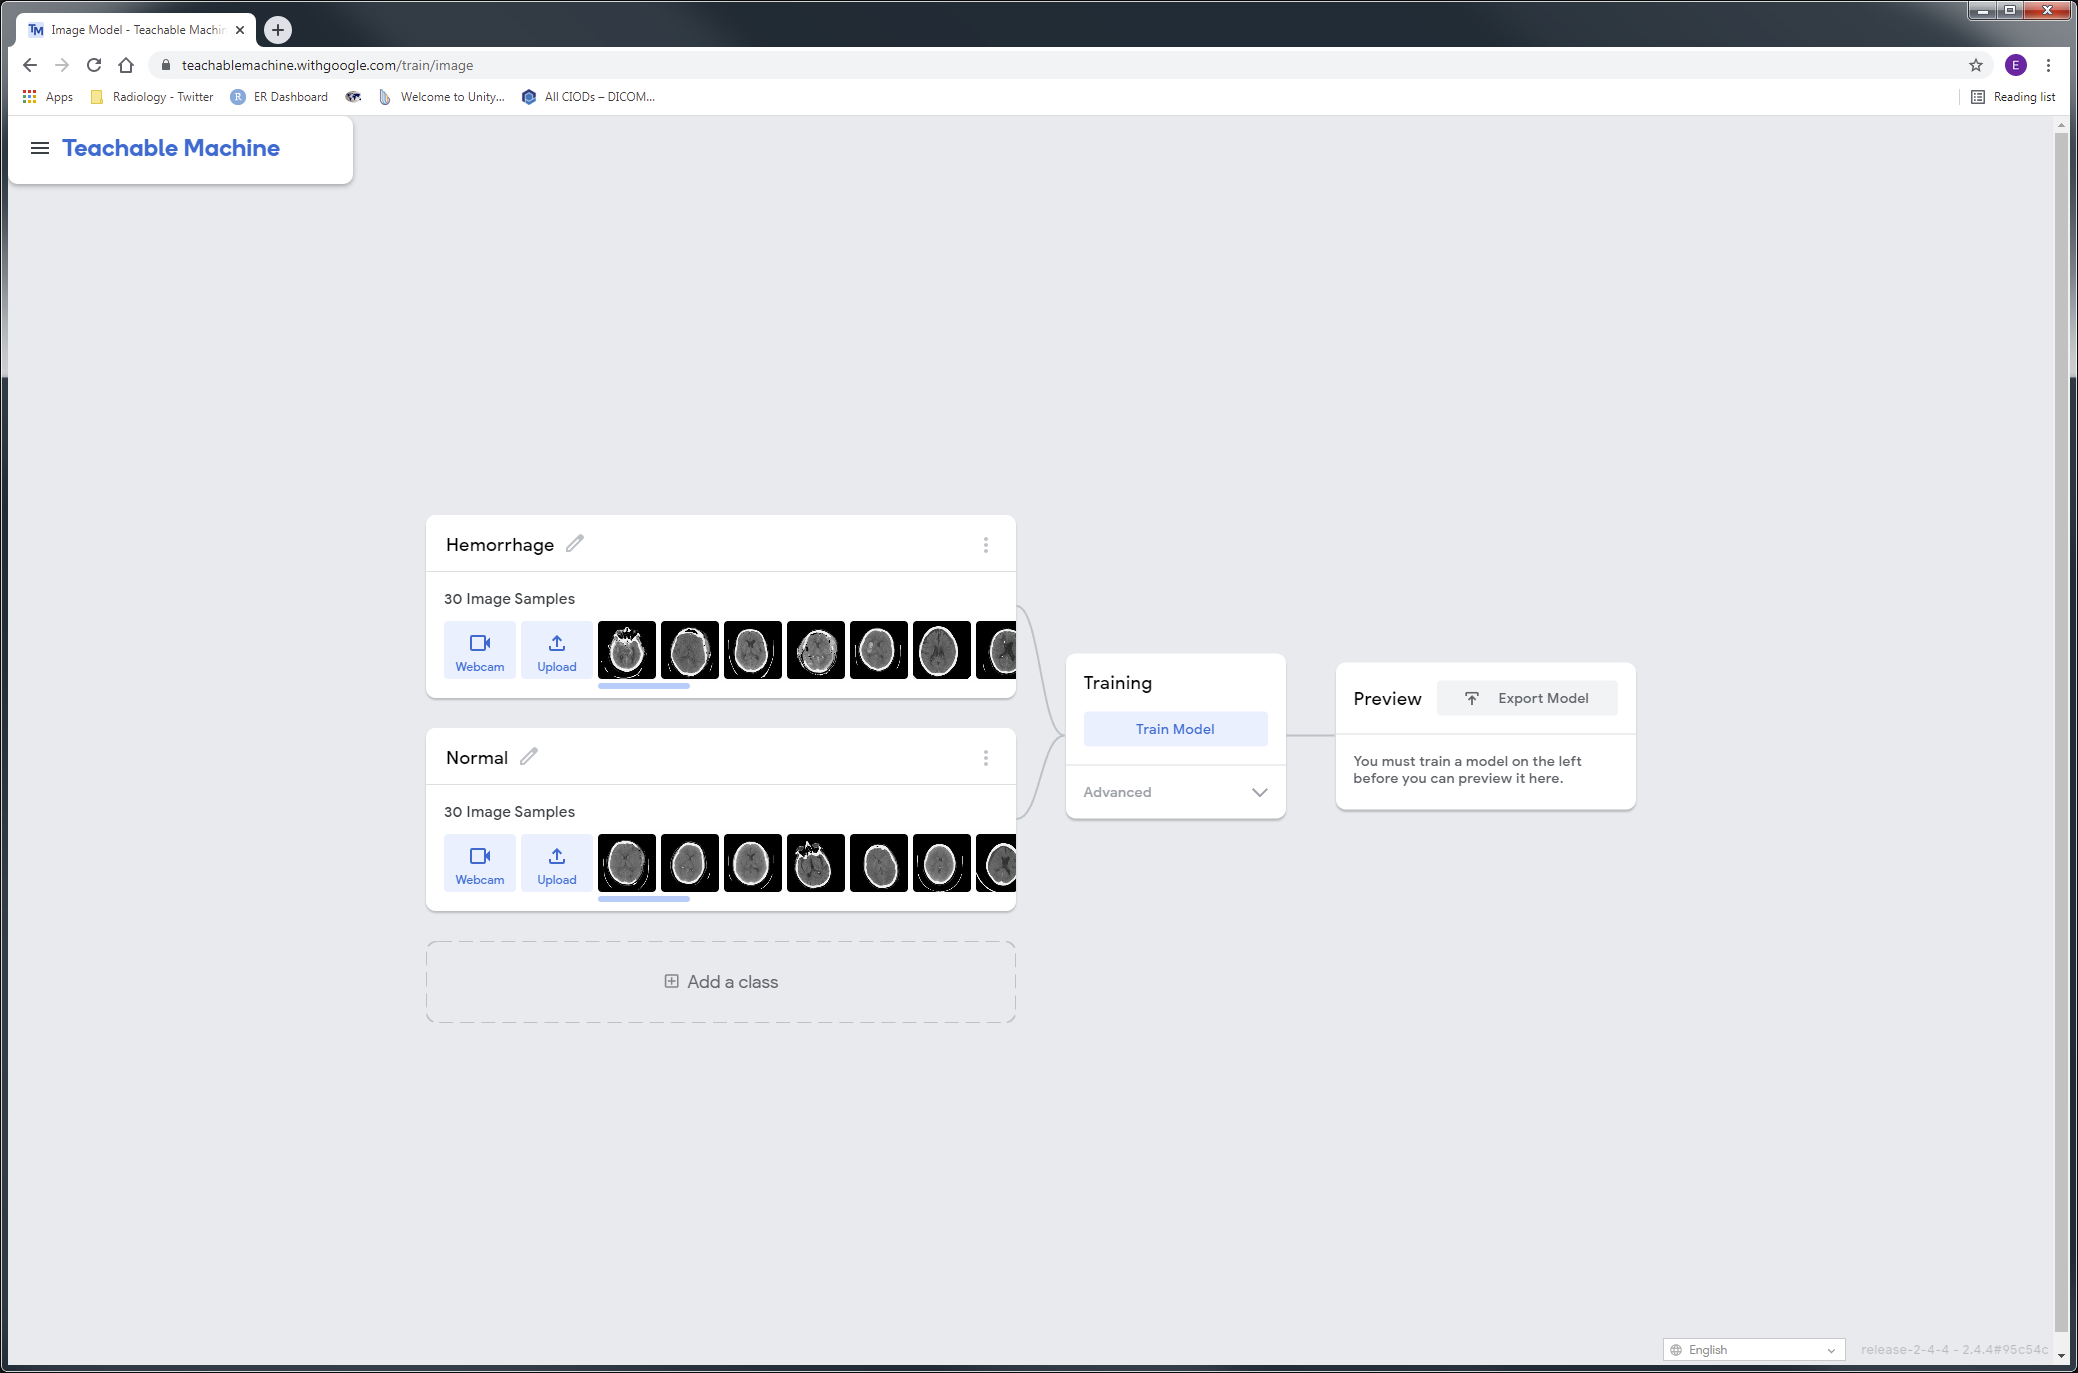 TM Image Model - Teachable Machin
teachablemachine.withgoogle.com/train/image
E
Apps Radiology - Twitter R ER Dashboard Welcome to Unity... All CIODs – DICOM... Reading list
Teachable Machine
Hemorrhage
30 Image Samples
Webcam Upload
Normal
30 Image Samples
Webcam Upload
Add a class
Training
Train Model
Advanced
Preview Export Model
You must train a model on the left
before you can preview it here.
English release-2-4-4 - 2.4.4#95c54c